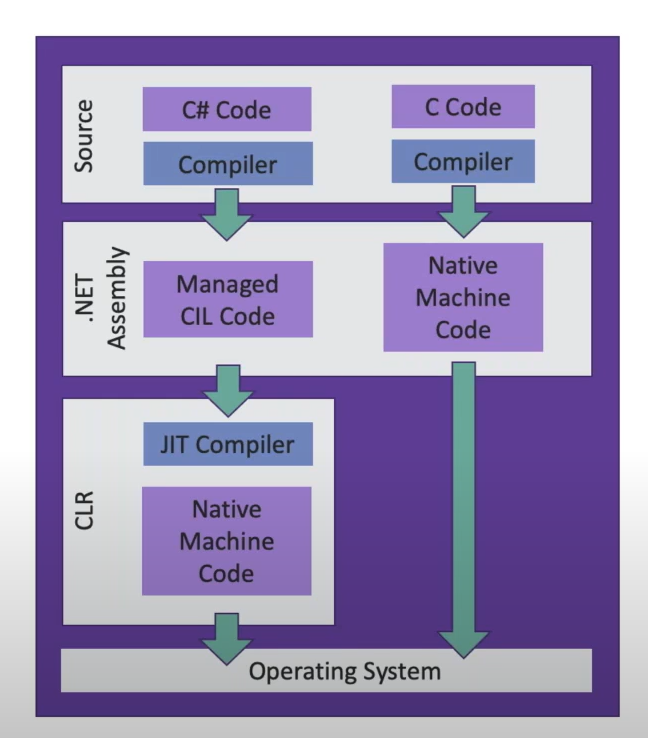 Source
C# Code
Compiler
C Code
Compiler
.NET
Assembly
Managed
CIL Code
Native
Machine
Code
CLR
JIT Compiler
Native
Machine
Code
Operating System